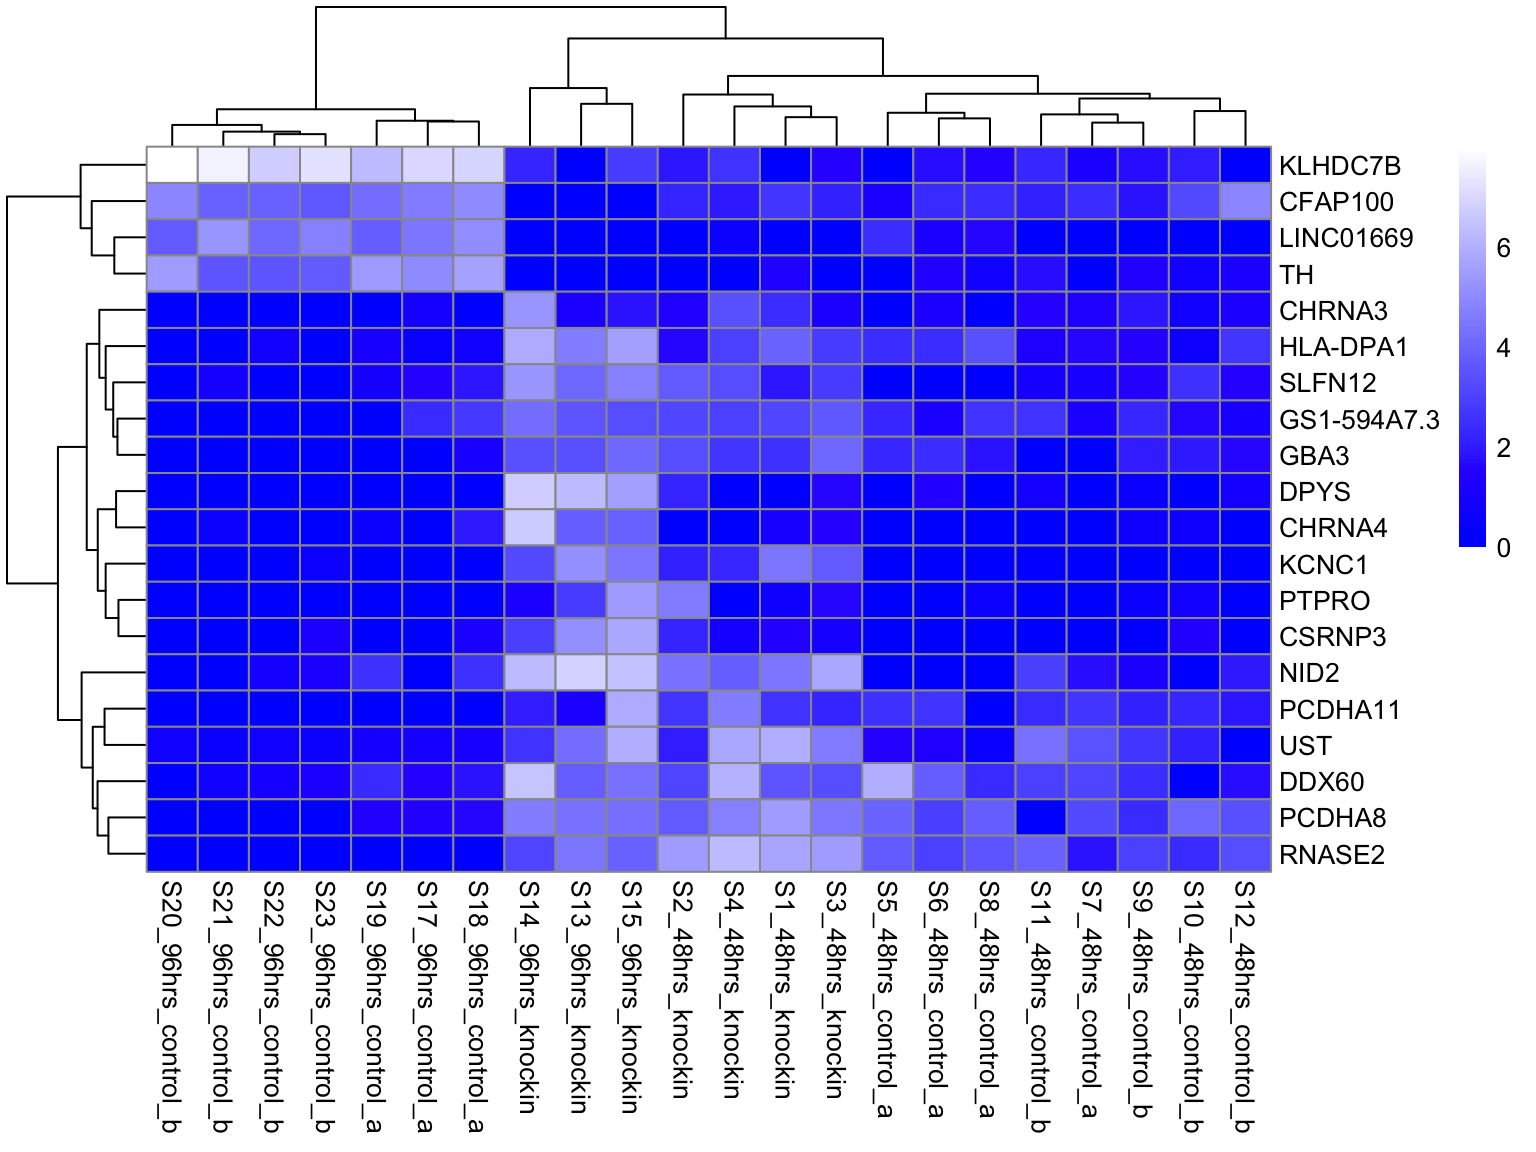 KLHDC7B
CFAP100
LINC01669
TH
CHRNA3
HLA-DPA1
SLFN12
GS1-594A7.3
GBA3
DPYS
CHRNA4
KCNC1
PTPRO
CSRNP3
NID2
PCDHA11
UST
DDX60
PCDHA8
RNASE2
6
4
2
0
S20_96hrs_control_b
S21_96hrs_control_b
S22_96hrs_control_b
S23_96hrs_control_b
S19_96hrs_control_a
S17_96hrs_control_a
S18_96hrs_control_a
S14_96hrs_knockin
S13_96hrs_knockin
S15_96hrs_knockin
S2_48hrs_knockin
S4_48hrs_knockin
S1_48hrs_knockin
S3_48hrs_knockin
S5_48hrs_control_a
S6_48hrs_control_a
S8_48hrs_control_a
S11_48hrs_control_b
S7_48hrs_control_a
S9_48hrs_control_b
S10_48hrs_control_b
S12_48hrs_control_b